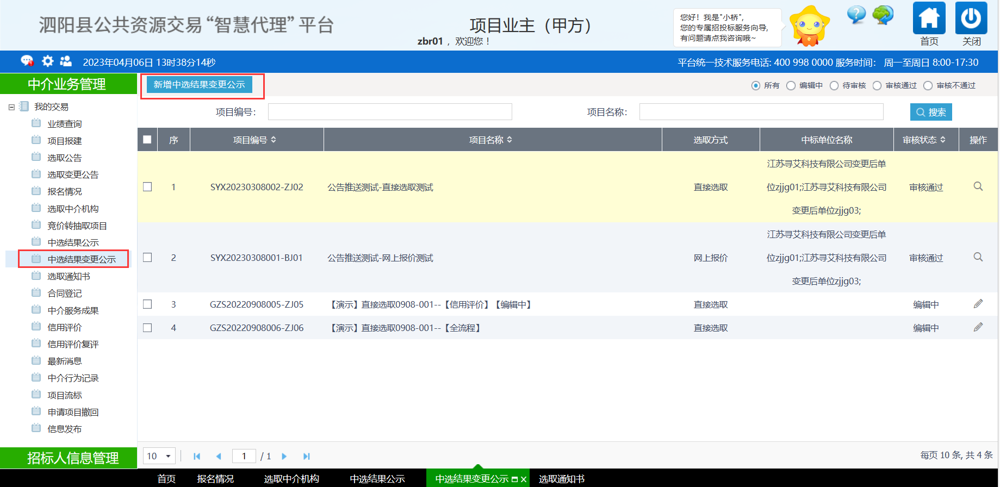 泗阳县公共资源交易“智慧代理”平台
项目业主（甲方）
zbr01 ，欢迎您！
您好！我是"小桥",
您的专属招投标服务向导,
有问题请点我咨询哦~
首页
关闭
2023年04月06日 13时38分14秒
平台统一技术服务电话: 400 998 0000 服务时间： 周一至周日 8:00-17:30
中介业务管理
我的交易
业绩查询
项目报建
选取公告
选取变更公告
报名情况
选取中介机构
竞价转抽取项目
中选结果公示
中选结果变更公示
选取通知书
合同登记
中介服务成果
信用评价
信用评价复评
最新消息
中介行为记录
项目流标
申请项目撤回
信息发布
招标人信息管理
新增中选结果变更公示
所有 编辑中 待审核 审核通过 审核不通过
项目编号：
项目名称：
搜索
序 项目编号 项目名称 选取方式 中标单位名称 审核状态 操作
1 SYX20230308002-ZJ02 公告推送测试-直接选取测试 直接选取 江苏寻艾科技有限公司变更后单
位zjjg01;江苏寻艾科技有限公司
变更后单位zjjg03; 审核通过
2 SYX20230308001-BJ01 公告推送测试-网上报价测试 网上报价 江苏寻艾科技有限公司变更后单
位zjjg01;江苏寻艾科技有限公司
变更后单位zjjg03; 审核通过
3 GZS20220908005-ZJ05 【演示】直接选取0908-001--【信用评价】【编辑中】 直接选取 编辑中
4 GZS20220908006-ZJ06 【演示】直接选取0908-001--【全流程】 直接选取 编辑中
10 1 / 1
每页 10 条, 共 4 条
首页 报名情况 选取中介机构 中选结果公示 中选结果变更公示 x 选取通知书